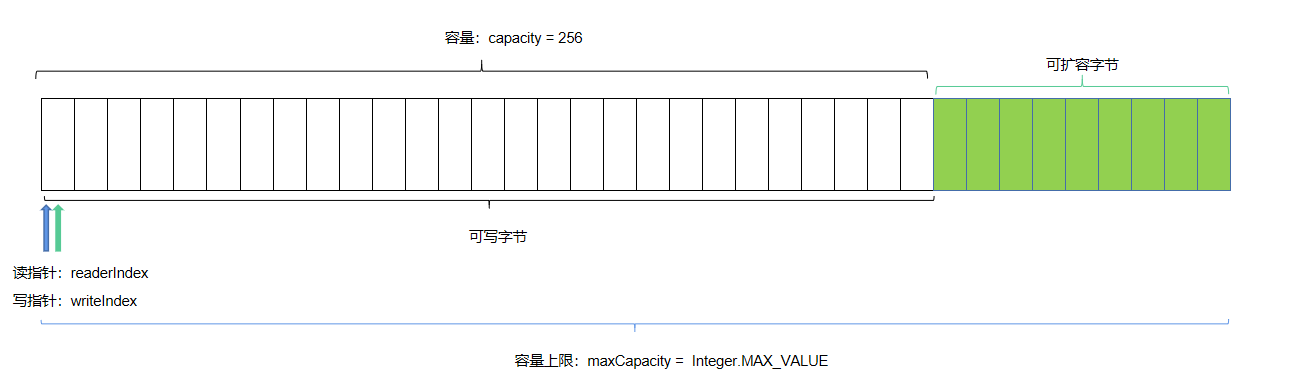 容量：capacity = 256
可扩容字节
可写字节
读指针：readerIndex
写指针：writeIndex
容量上限：maxCapacity = Integer.MAX_VALUE